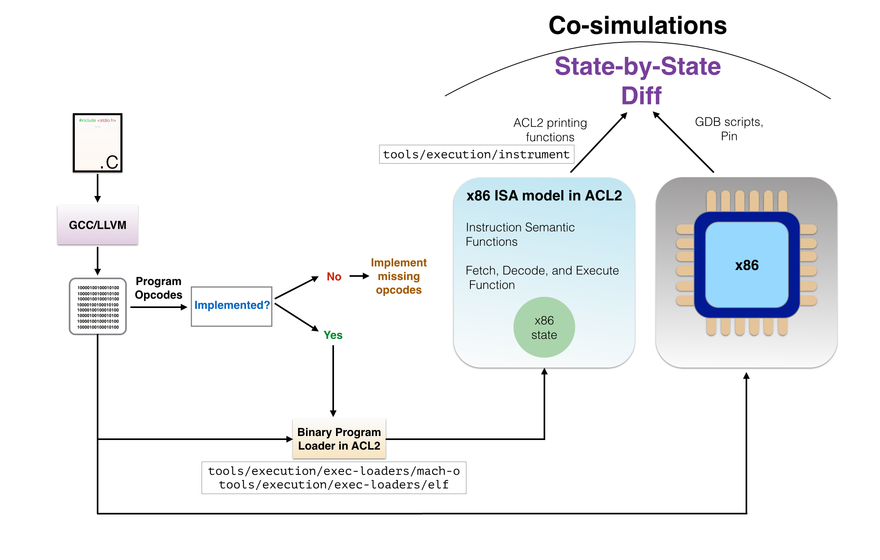 Co-simulations
State-by-State
Diff
ACL2 printing
functions
GDB scripts,
Pin
tools/execution/instrument
#include <stdio.h>
.C
GCC/LLVM
10000100100010100
10000100100010100
10000100100010100
10000100100010100
10000100100010100
10000100100010100
10000100100010100
10000100100010100
Program
Opcodes
Implemented?
No
Implement
missing
opcodes
Yes
Binary Program
Loader in ACL2
tools/execution/exec-loaders/mach-o
tools/execution/exec-loaders/elf
x86 ISA model in ACL2
Instruction Semantic
Functions
Fetch, Decode, and Execute
Function
x86
state
x86